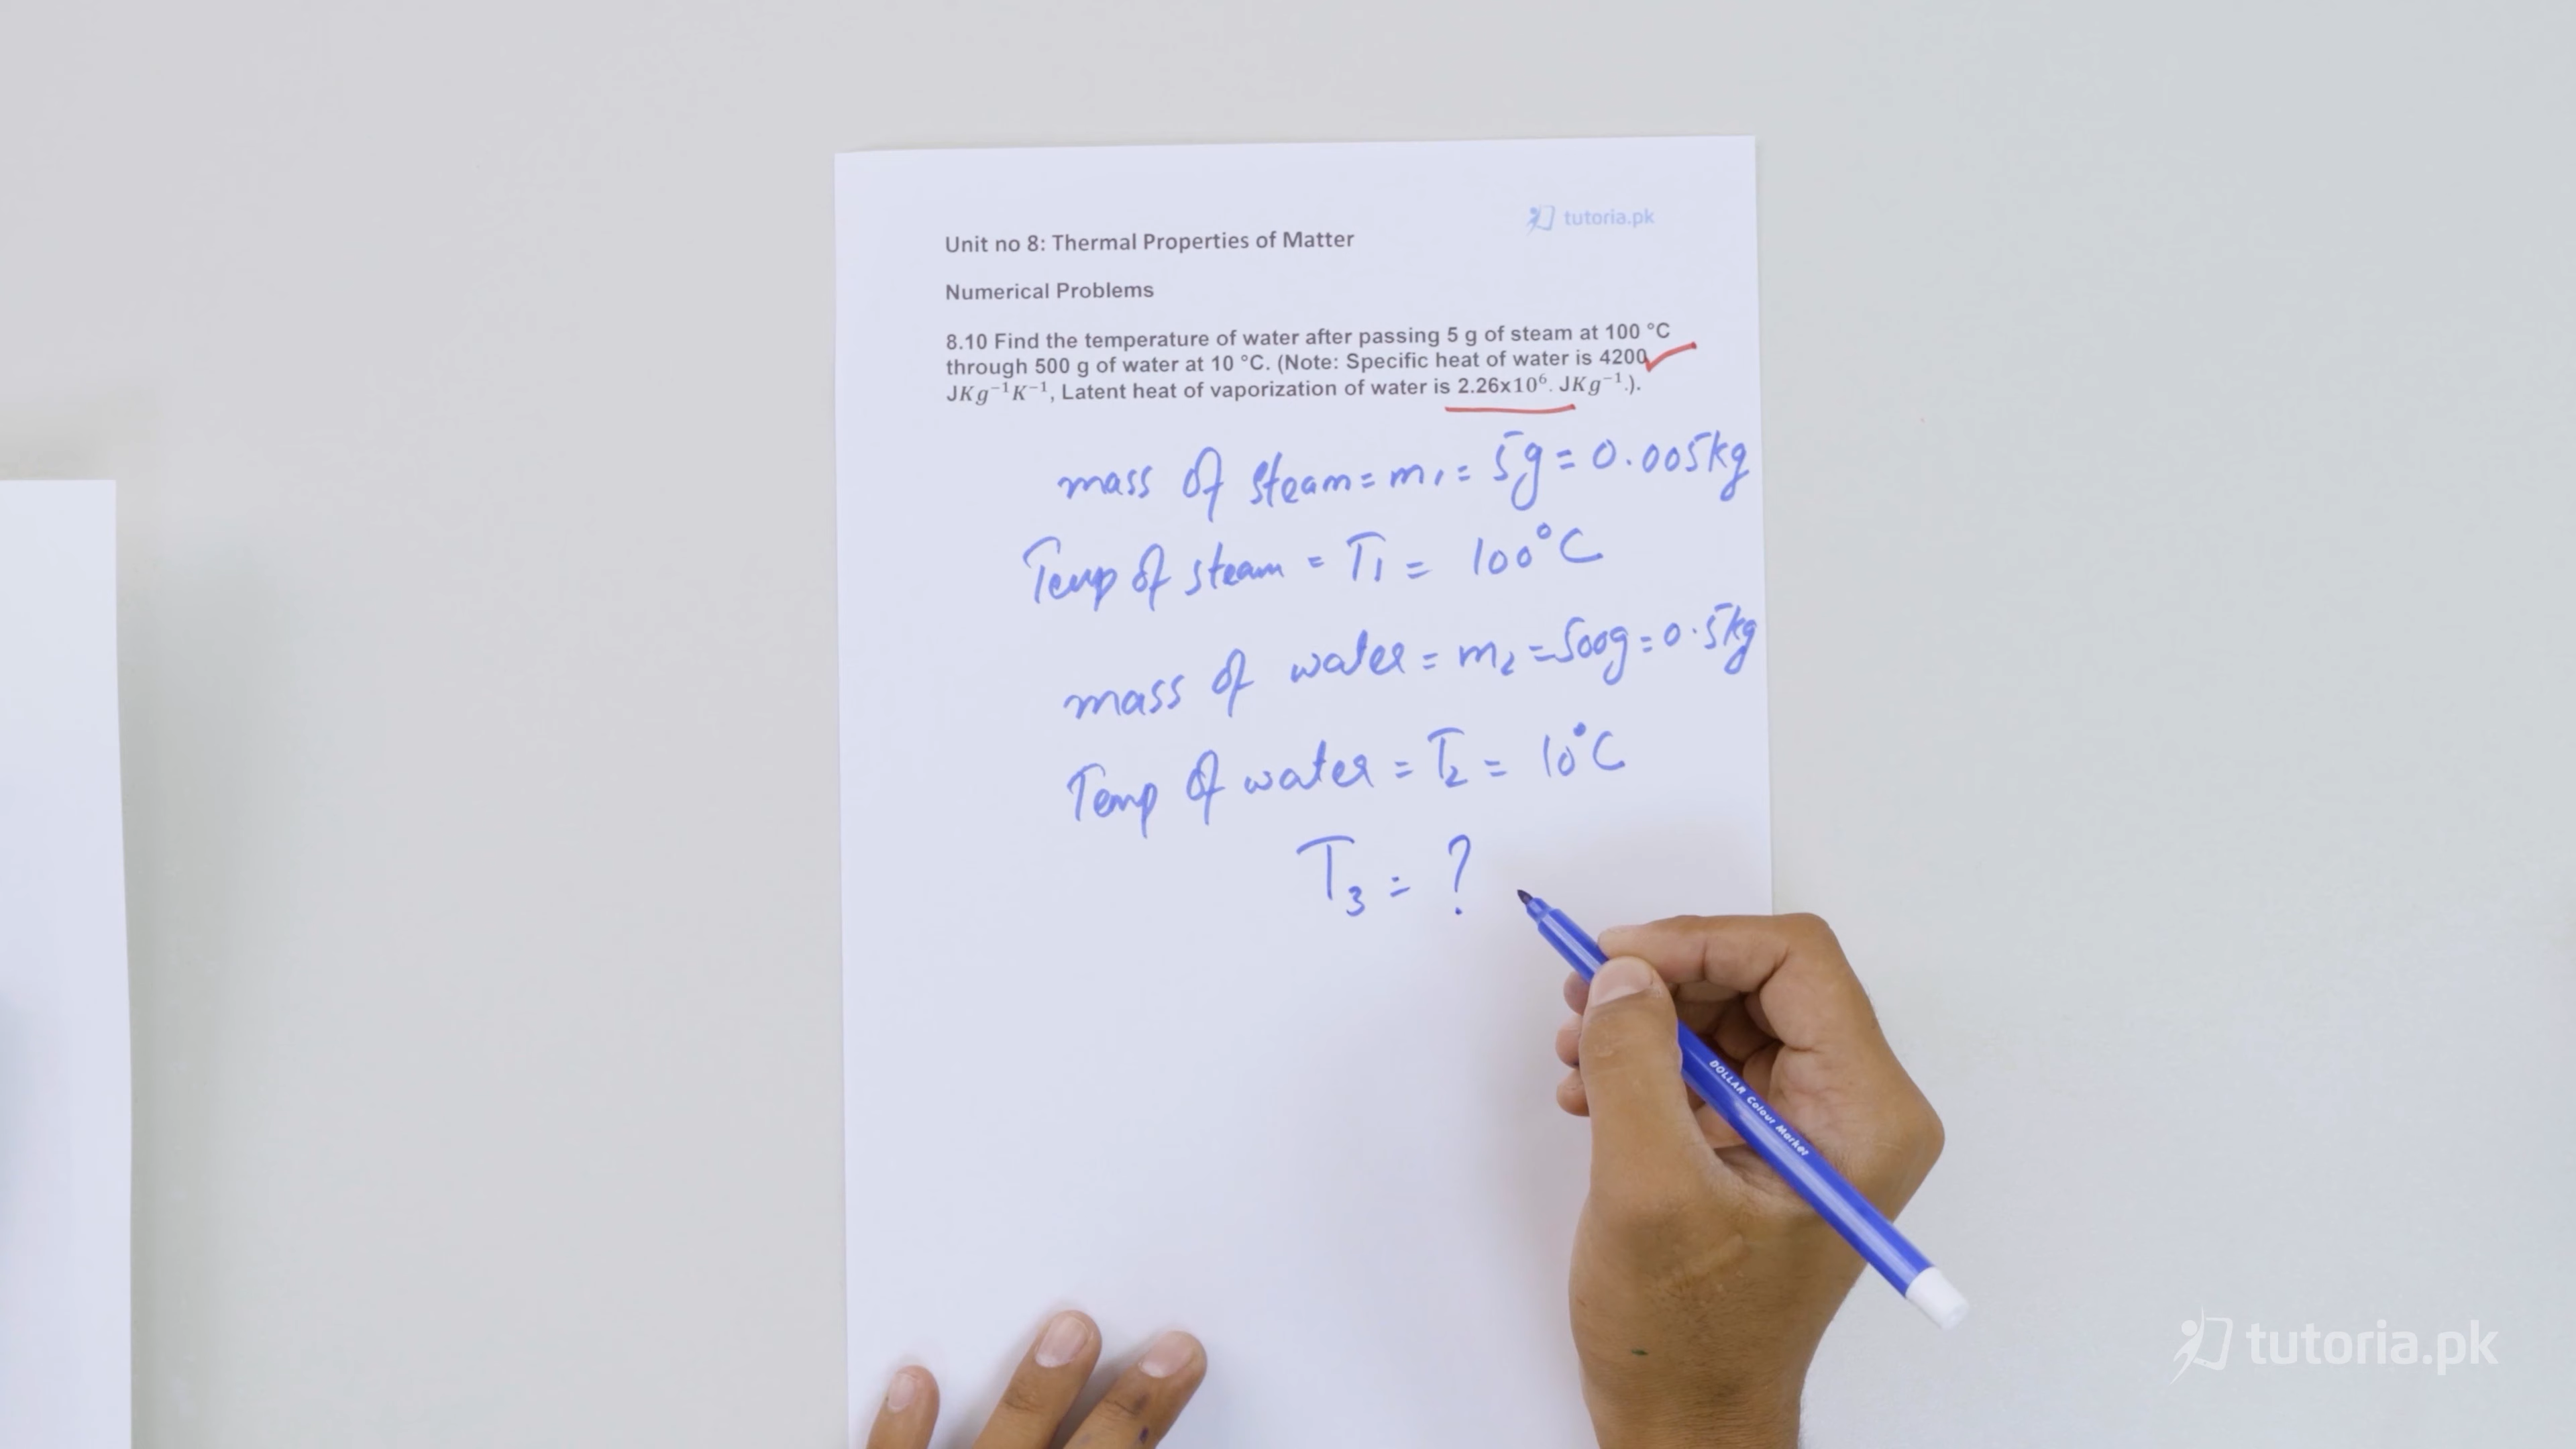 tutoria.pk
Unit no 8: Thermal Properties of Matter
Numerical Problems
8.10 Find the temperature of water after passing 5 g of steam at 100 °C
through 500 g of water at 10 °C. (Note: Specific heat of water is 4200
JKg⁻¹K⁻¹, Latent heat of vaporization of water is 2.26x10⁶. JKg⁻¹.).
mass of steam = m₁ = 5g = 0.005kg
Temp of steam = T₁ = 100°C
mass of water = m₂ = 500g = 0.5kg
Temp of water = T₂ = 10°C
T₃ = ?
DOLLAR Colour Marker
tutoria.pk